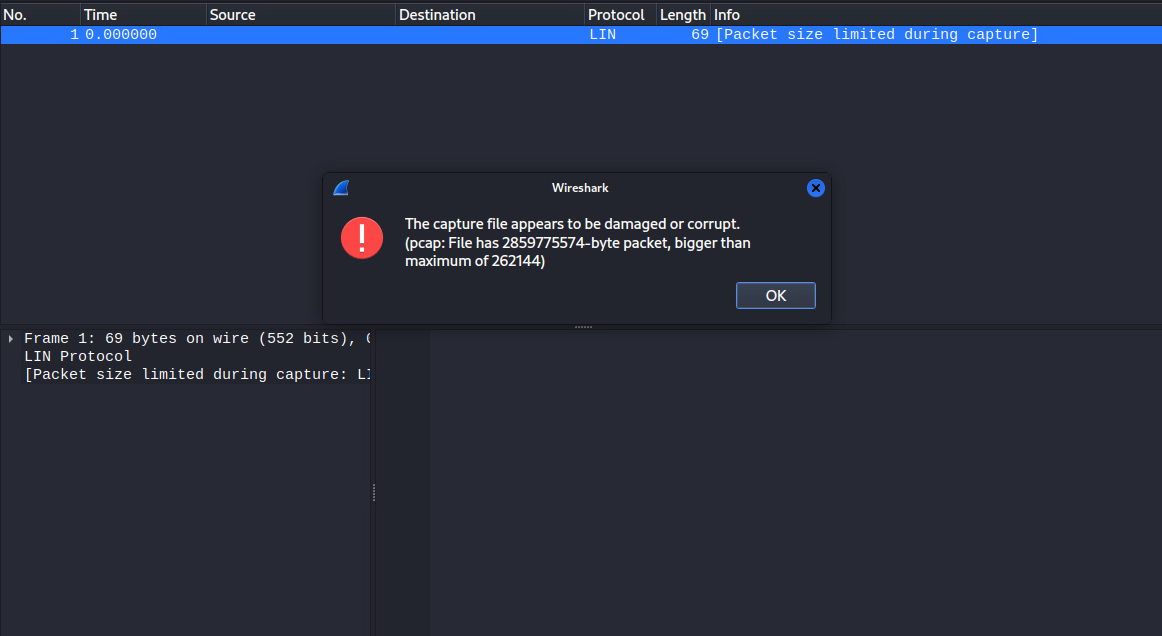 No. Time Source Destination Protocol Length Info
1 0.000000 LIN 69 [Packet size limited during capture]
Wireshark
The capture file appears to be damaged or corrupt.
(pcap: File has 2859775574-byte packet, bigger than
maximum of 262144)
OK
Frame 1: 69 bytes on wire (552 bits), 0
LIN Protocol
[Packet size limited during capture: LI